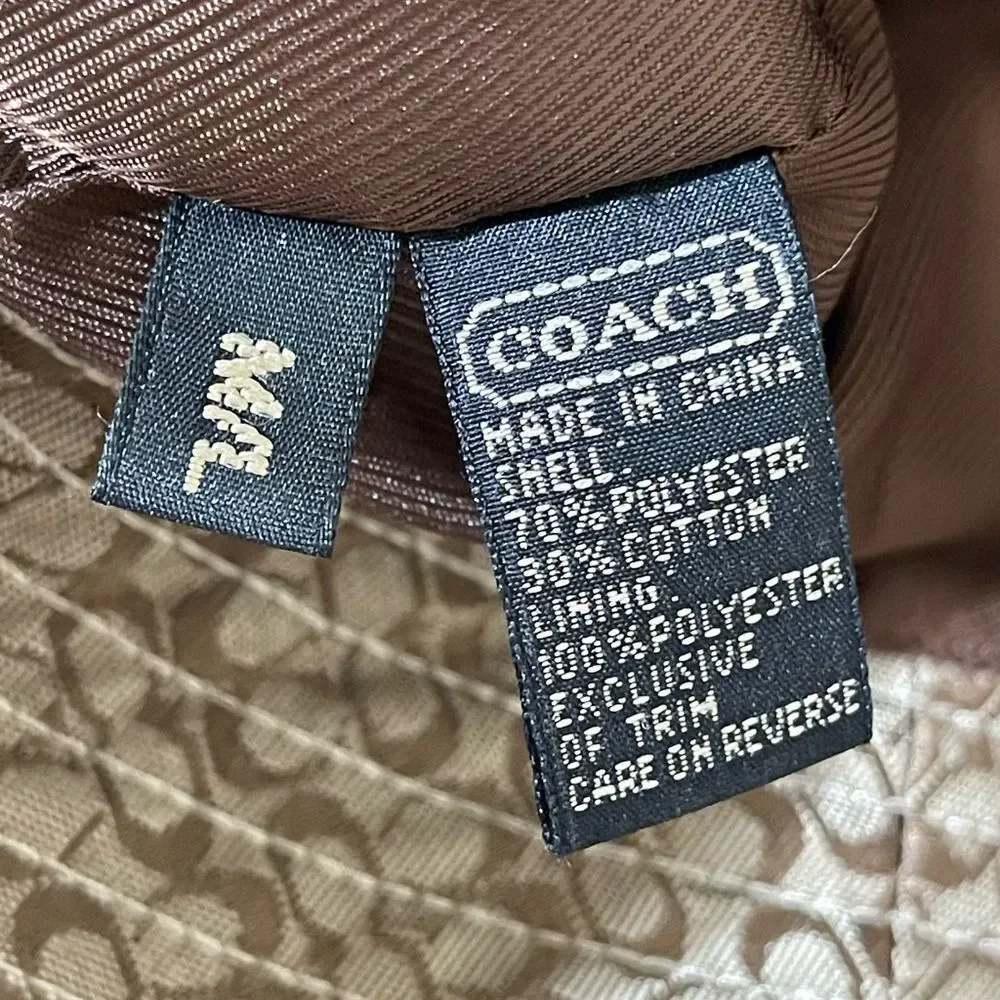 COACH
MADE IN CHINA
SHELL:
70% POLYESTER
30% COTTON
LINING:
100% POLYESTER
EXCLUSIVE
OF TRIM
CARE ON REVERSE